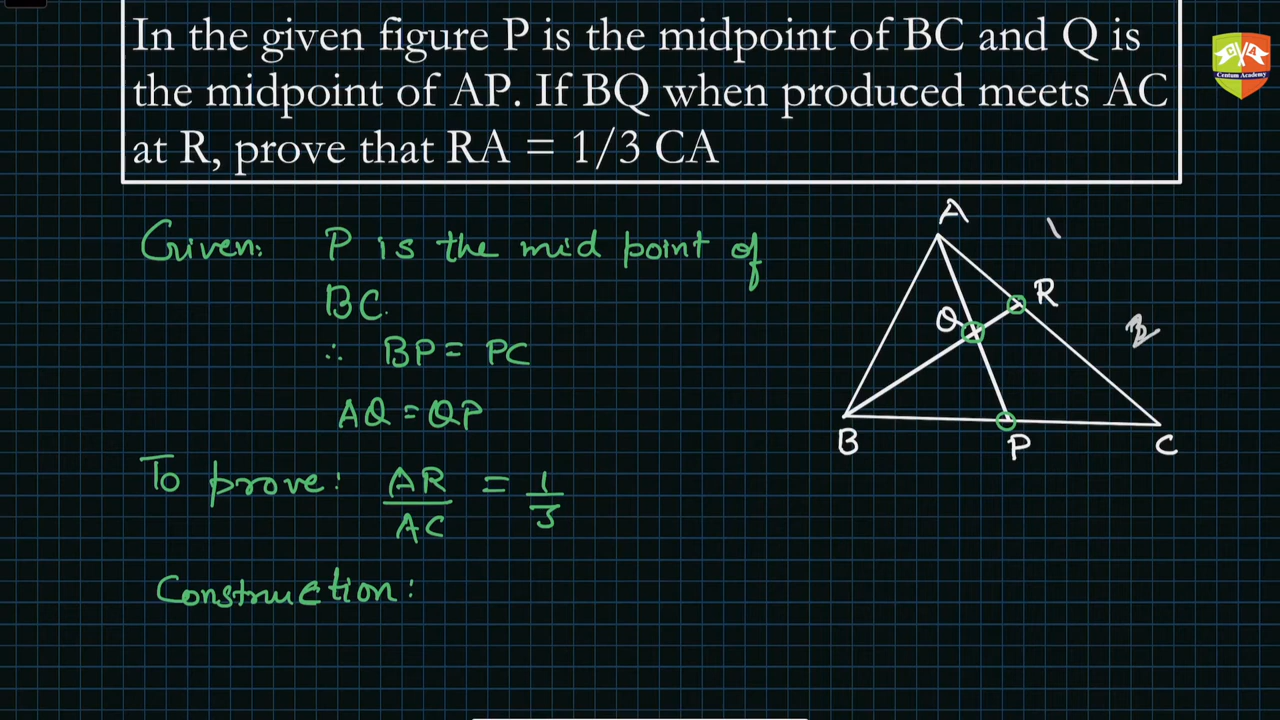 In the given figure P is the midpoint of BC and Q is
the midpoint of AP. If BQ when produced meets AC
at R, prove that RA = 1/3 CA
C A
Centum Academy
Given: P is the mid point of
BC.
∴ BP = PC
AQ = QP
To prove: AR/AC = 1/3
Construction:
A
R
Q
B
P
C